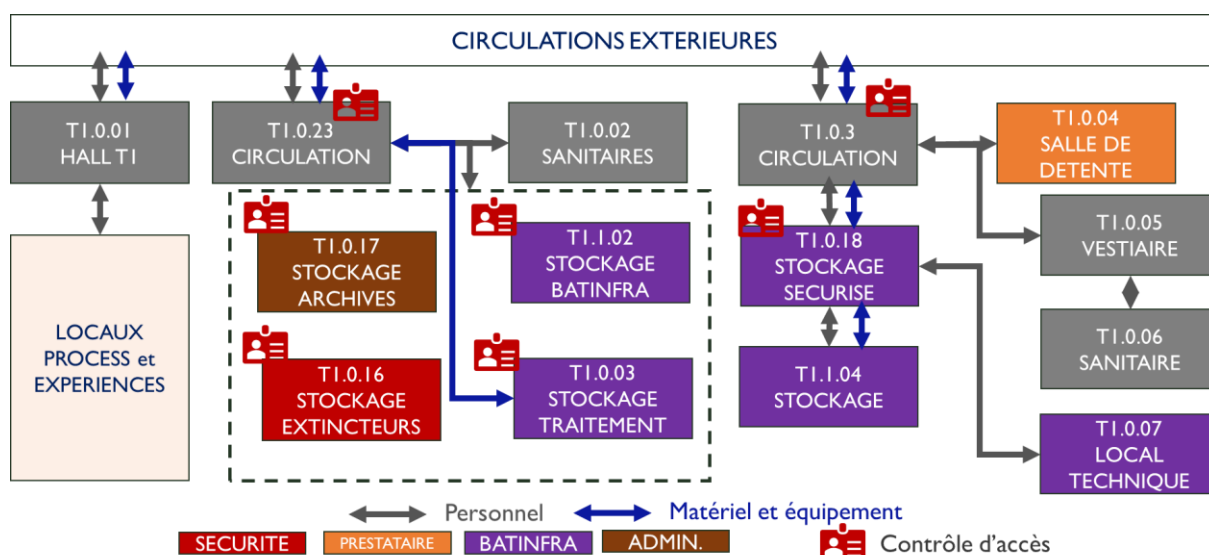 CIRCULATIONS EXTERIEURES
T1.0.01
HALL T1
T1.0.23
CIRCULATION
T1.0.02
SANITAIRES
T1.0.3
CIRCULATION
T1.0.04
SALLE DE
DETENTE
LOCAUX
PROCESS et
EXPERIENCES
T1.0.17
STOCKAGE
ARCHIVES
T1.1.02
STOCKAGE
BATINFRA
T1.0.16
STOCKAGE
EXTINCTEURS
T1.0.03
STOCKAGE
TRAITEMENT
T1.0.18
STOCKAGE
SECURISE
T1.1.04
STOCKAGE
T1.0.05
VESTIAIRE
T1.0.06
SANITAIRE
T1.0.07
LOCAL
TECHNIQUE
Personnel
Matériel et équipement
SECURITE
PRESTATAIRE
BATINFRA
ADMIN.
Contrôle d'accès